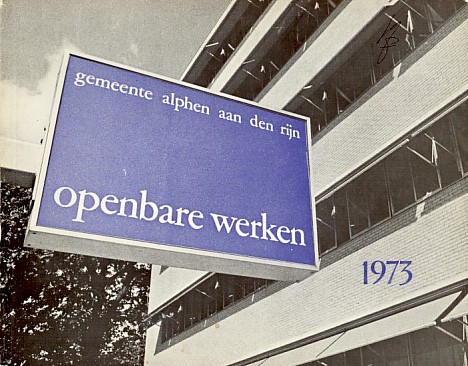 gemeente alphen aan den rijn
openbare werken
1973